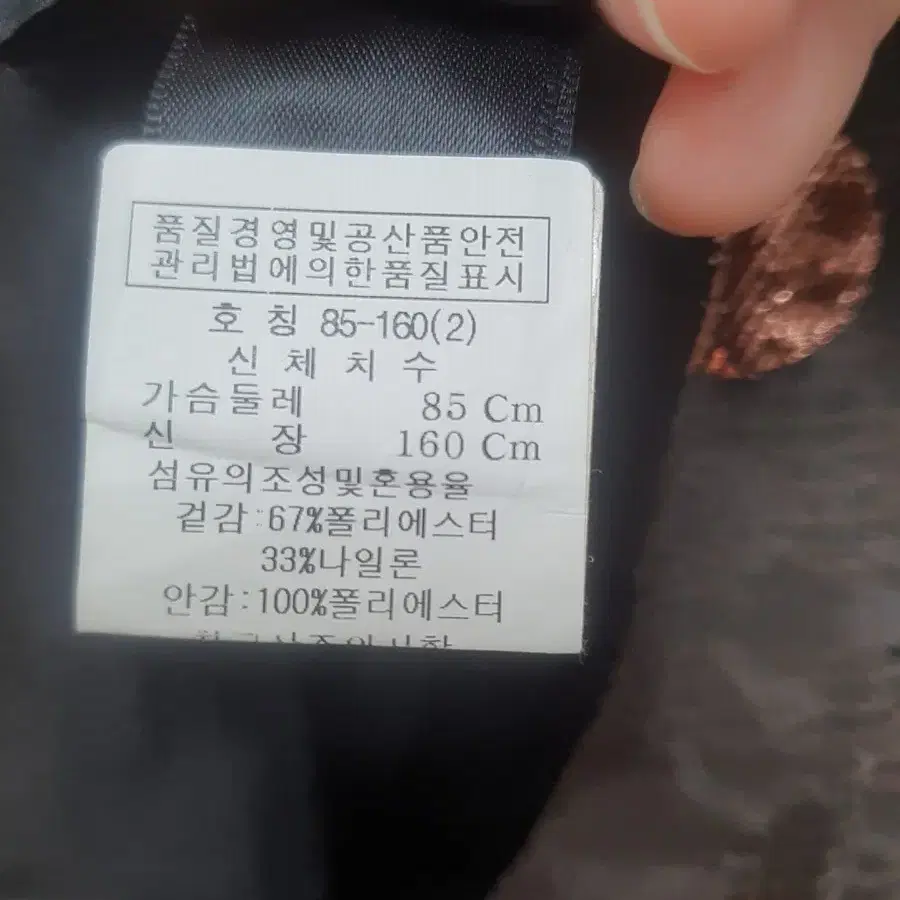 품질경영및공산품안전
관리법에의한품질표시
호 칭 85-160(2)
신 체 치 수
가슴둘레 85 Cm
신 장 160 Cm
섬유의조성및혼용율
겉감:67%폴리에스터
33%나일론
안감:100%폴리에스터